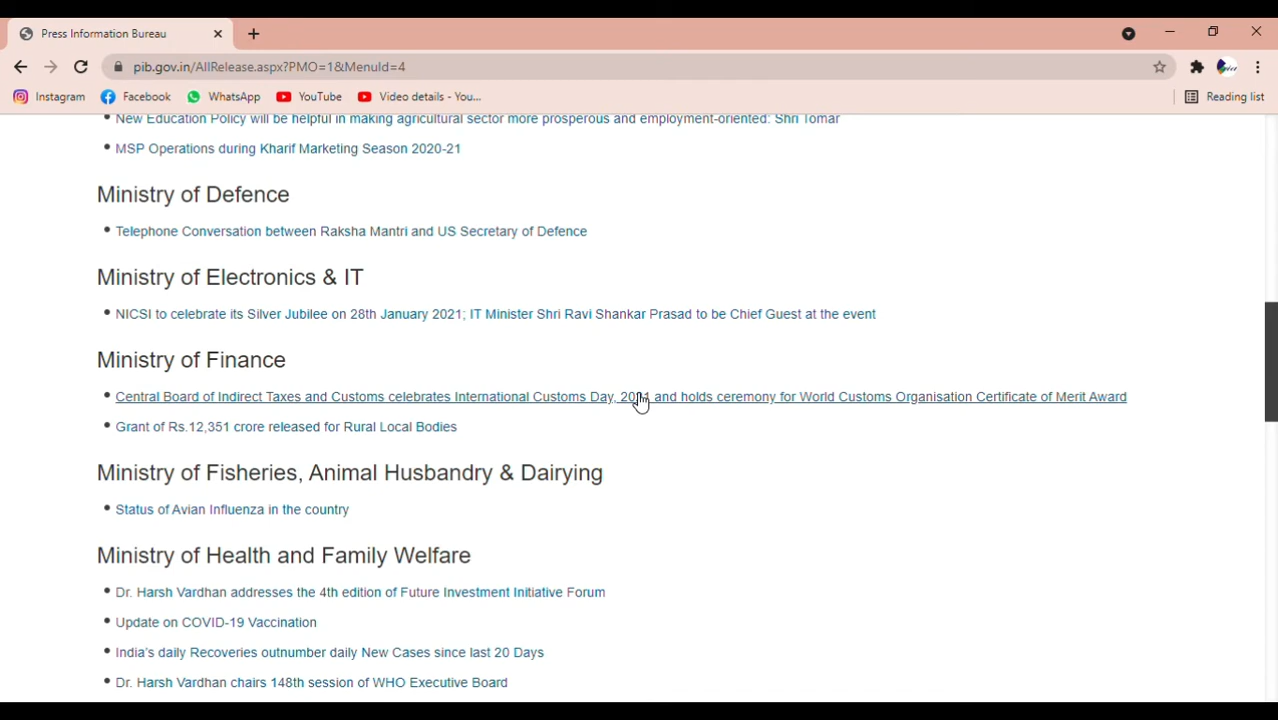 Press Information Bureau
pib.gov.in/AllRelease.aspx?PMO=1&MenuId=4
Instagram Facebook WhatsApp YouTube Video details - You... Reading list
New Education Policy will be helpful in making agricultural sector more prosperous and employment-oriented: Shri Tomar
MSP Operations during Kharif Marketing Season 2020-21
Ministry of Defence
Telephone Conversation between Raksha Mantri and US Secretary of Defence
Ministry of Electronics & IT
NICSI to celebrate its Silver Jubilee on 28th January 2021; IT Minister Shri Ravi Shankar Prasad to be Chief Guest at the event
Ministry of Finance
Central Board of Indirect Taxes and Customs celebrates International Customs Day, 2021 and holds ceremony for World Customs Organisation Certificate of Merit Award
Grant of Rs.12,351 crore released for Rural Local Bodies
Ministry of Fisheries, Animal Husbandry & Dairying
Status of Avian Influenza in the country
Ministry of Health and Family Welfare
Dr. Harsh Vardhan addresses the 4th edition of Future Investment Initiative Forum
Update on COVID-19 Vaccination
India's daily Recoveries outnumber daily New Cases since last 20 Days
Dr. Harsh Vardhan chairs 148th session of WHO Executive Board